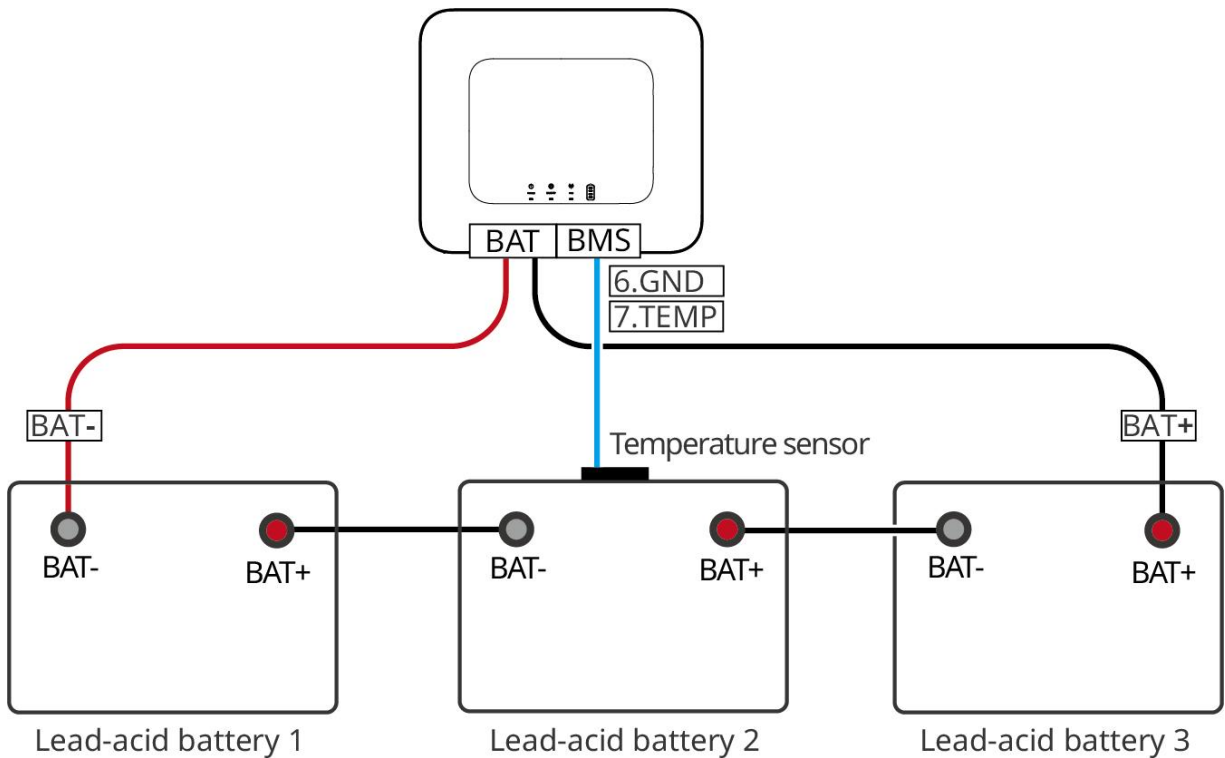 BAT BMS
6.GND
7.TEMP
BAT-
BAT+
Temperature sensor
BAT- BAT+ BAT- BAT+ BAT- BAT+
Lead-acid battery 1 Lead-acid battery 2 Lead-acid battery 3